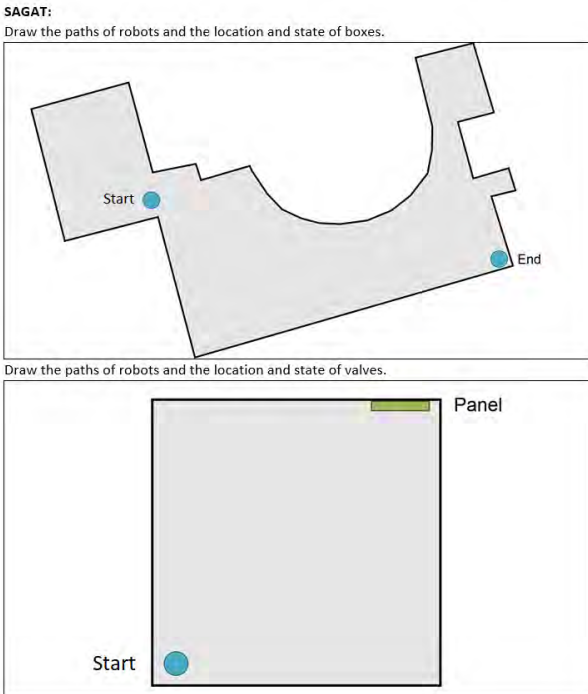 SAGAT:
Draw the paths of robots and the location and state of boxes.
Start
End
Draw the paths of robots and the location and state of valves.
Panel
Start